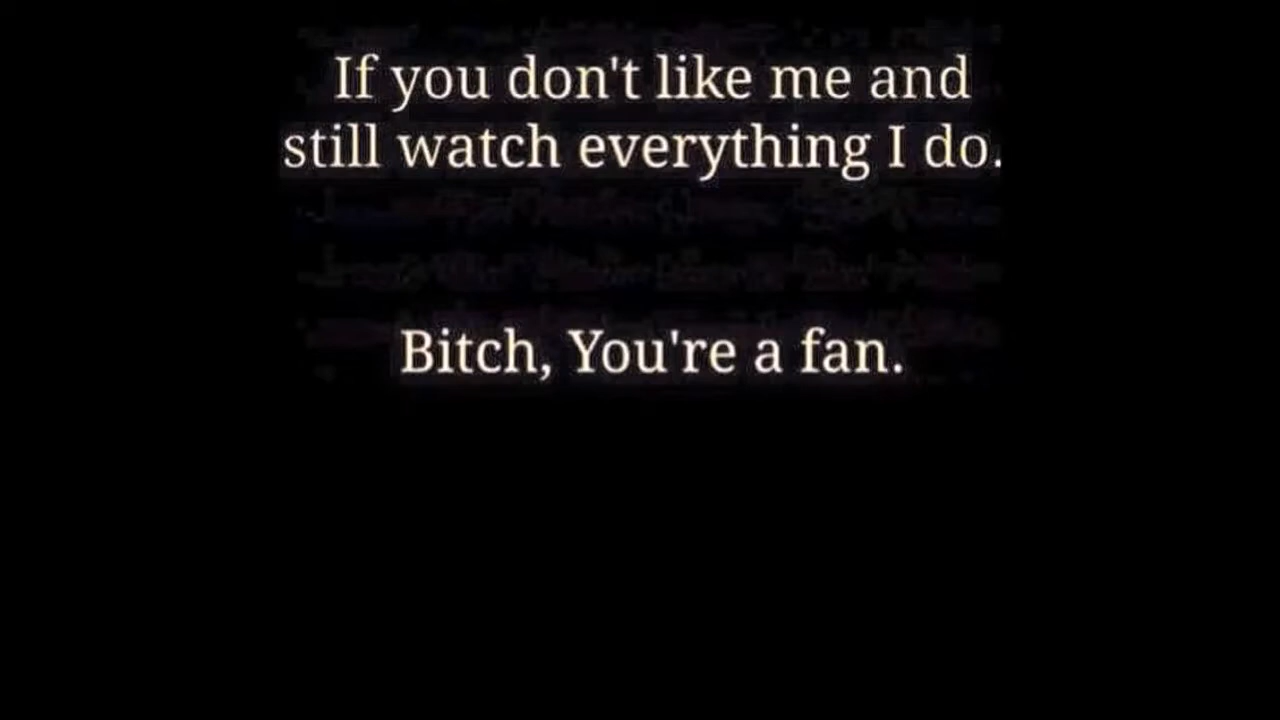 If you don't like me and
still watch everything I do.
Bitch, You're a fan.